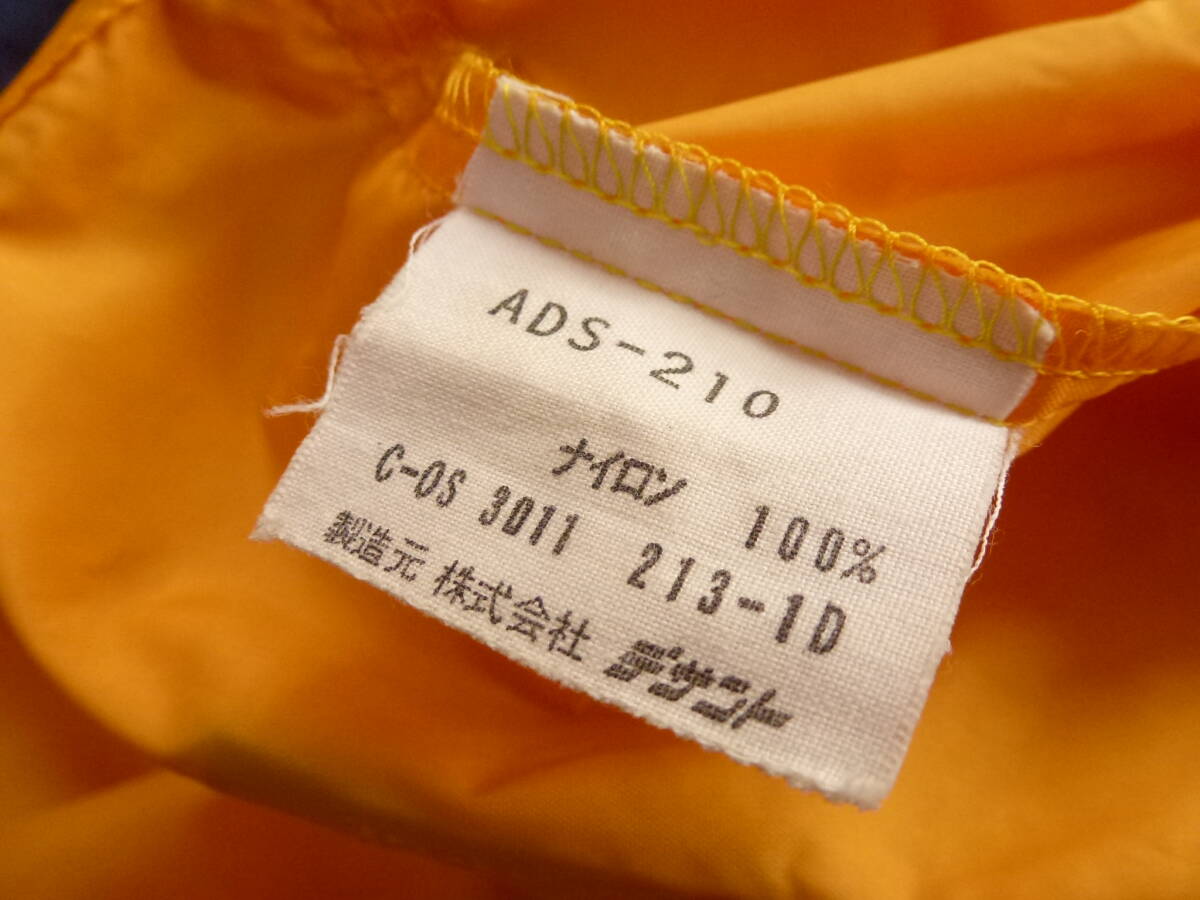 ADS-210
ナイロン 100%
C-OS 3011 213-1D
製造元 株式会社 デサント